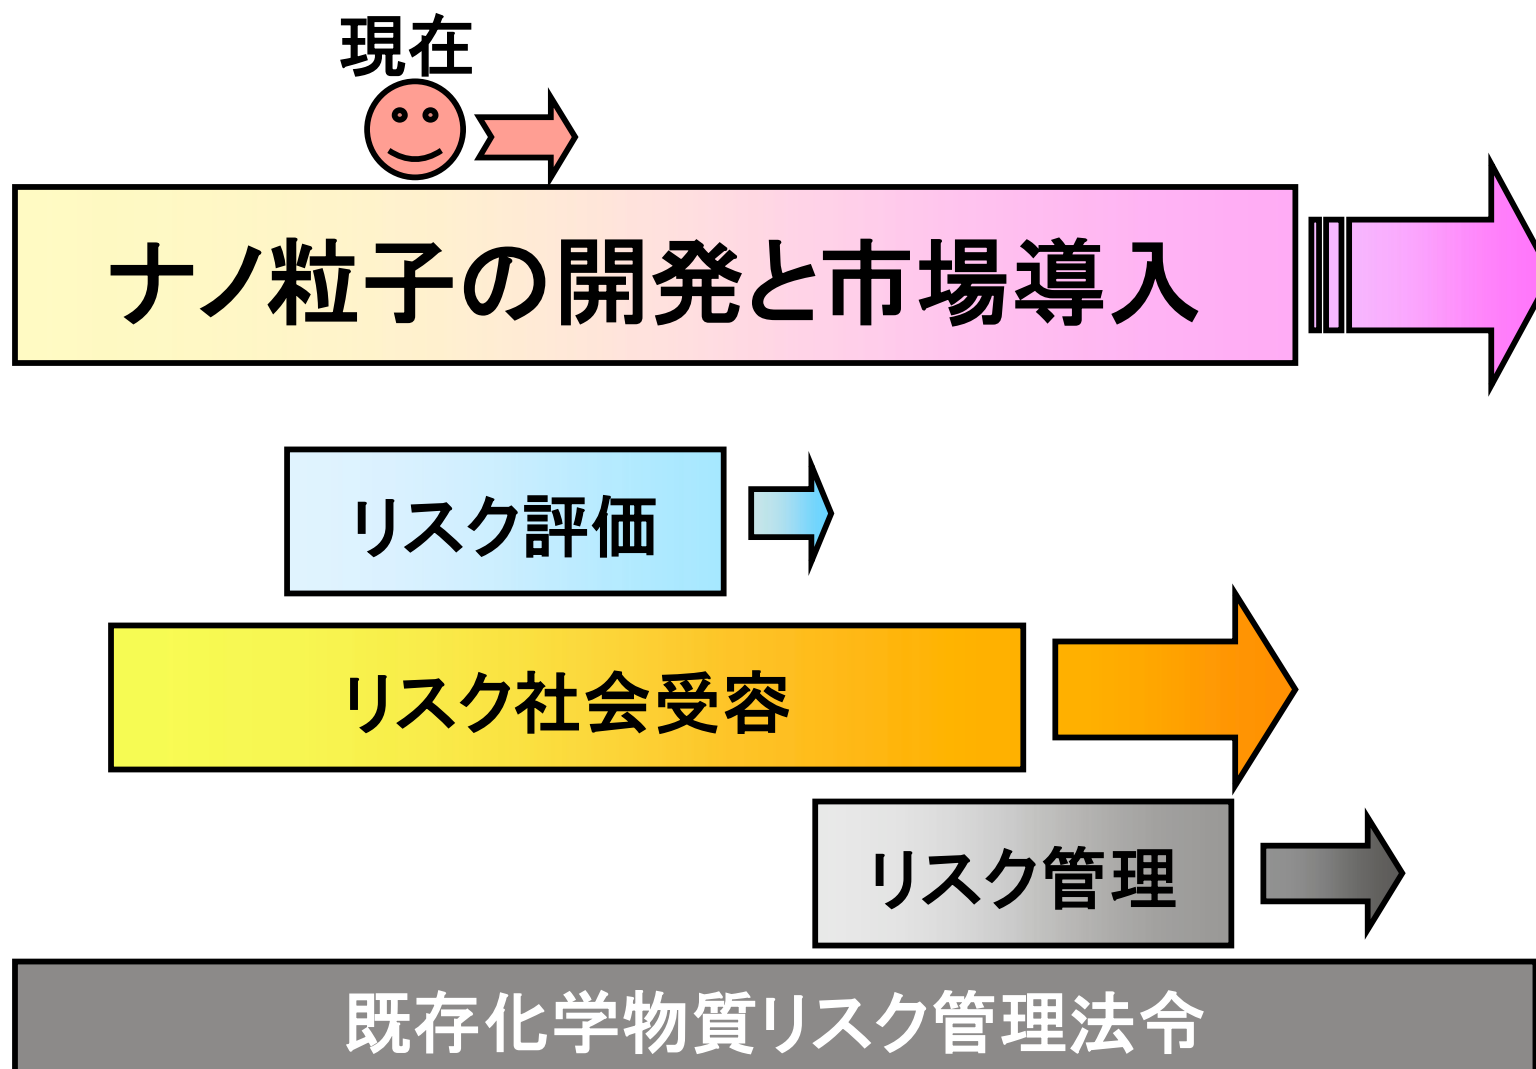 現在
ナノ粒子の開発と市場導入
リスク評価
リスク社会受容
リスク管理
既存化学物質リスク管理法令